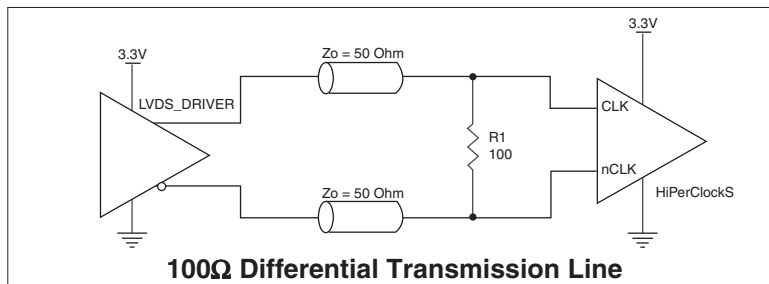 3.3V
3.3V
Zo = 50 Ohm
LVDS_DRIVER
CLK
R1
100
nCLK
Zo = 50 Ohm
HiPerClockS
100Ω Differential Transmission Line